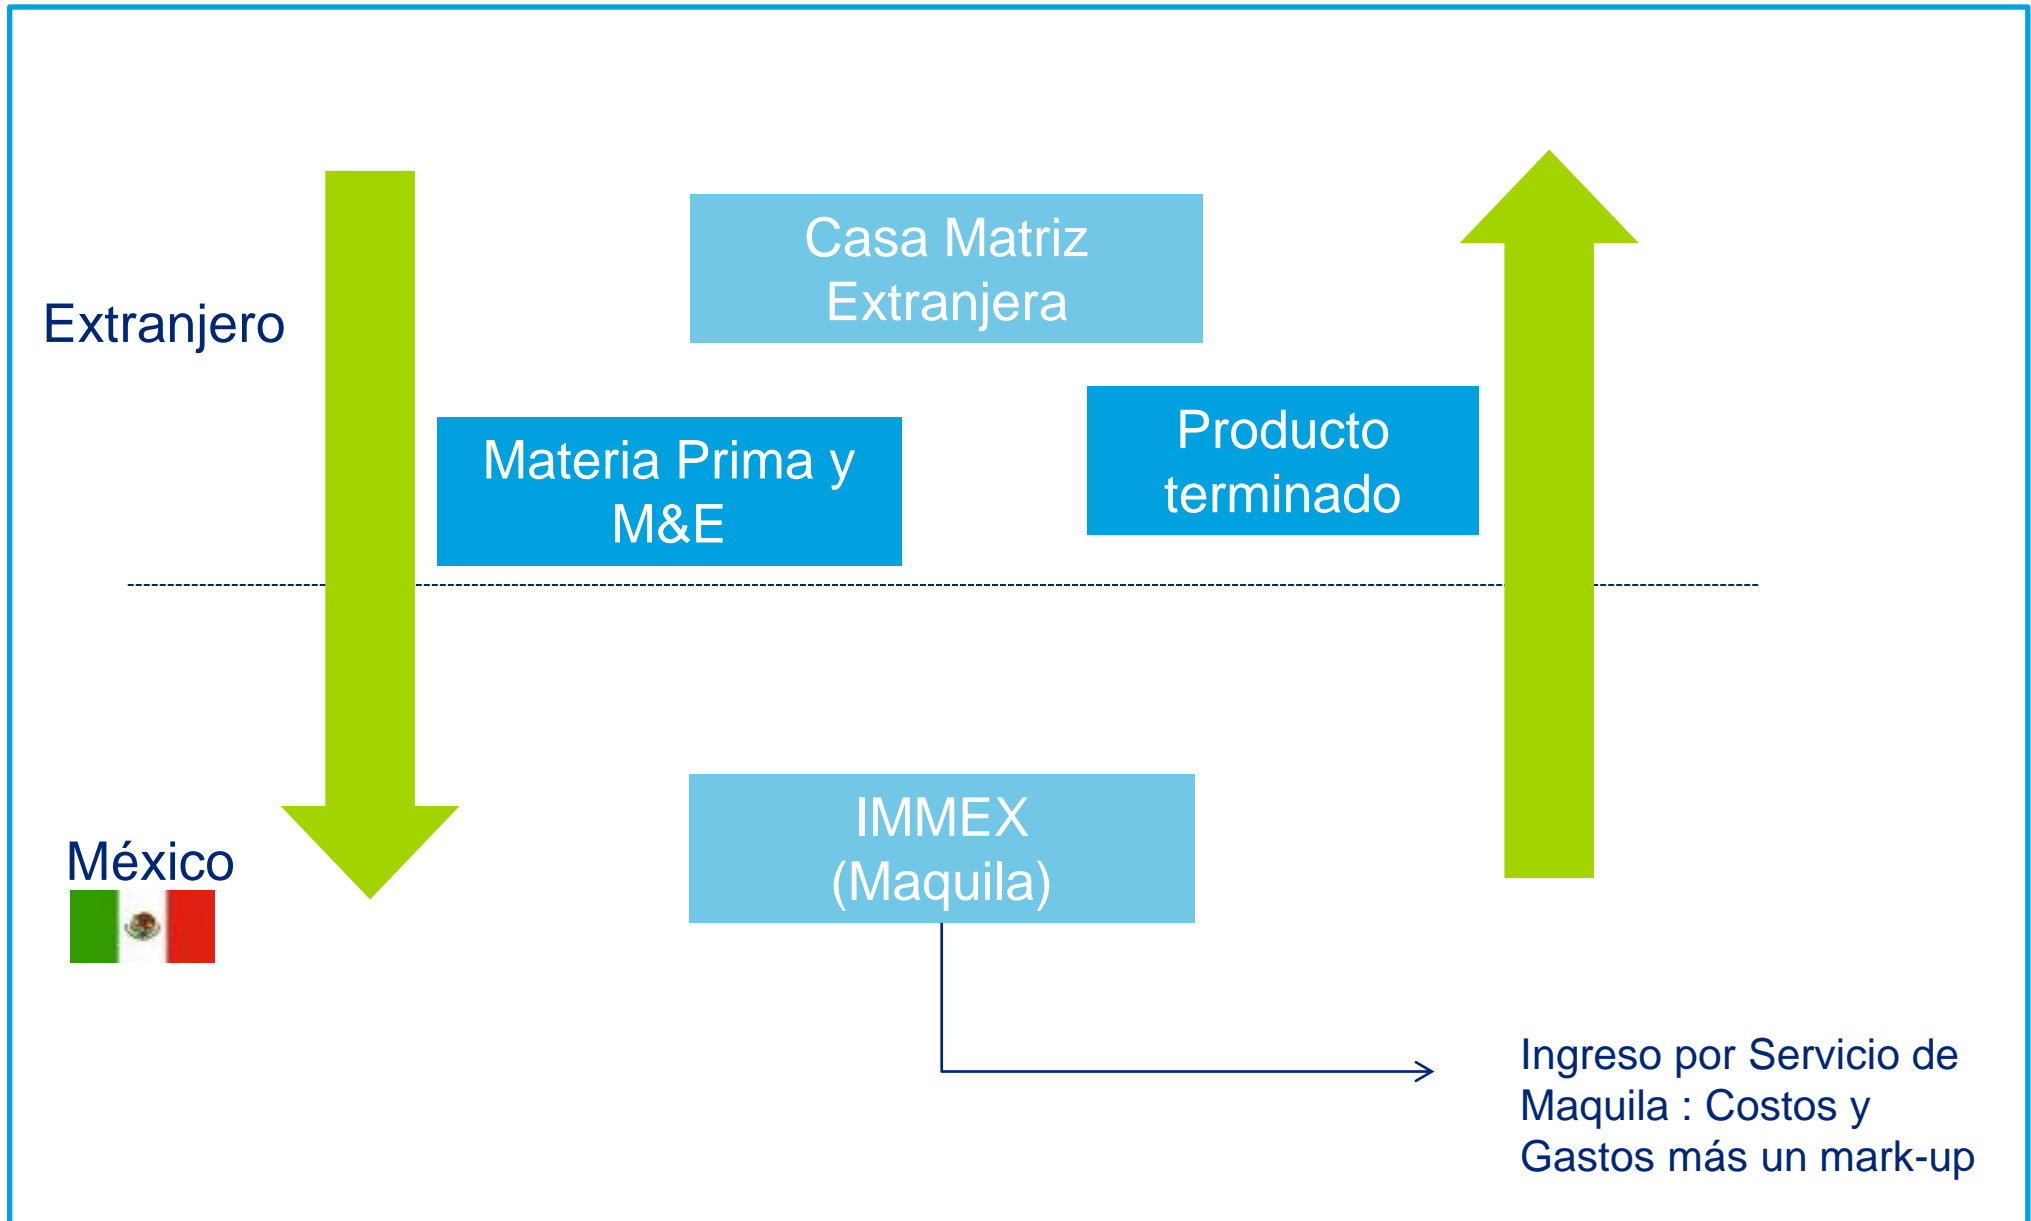 Casa Matriz
Extranjera
Extranjero
Materia Prima y
M&E
Producto
terminado
IMMEX
(Maquila)
México
Ingreso por Servicio de
Maquila : Costos y
Gastos más un mark-up